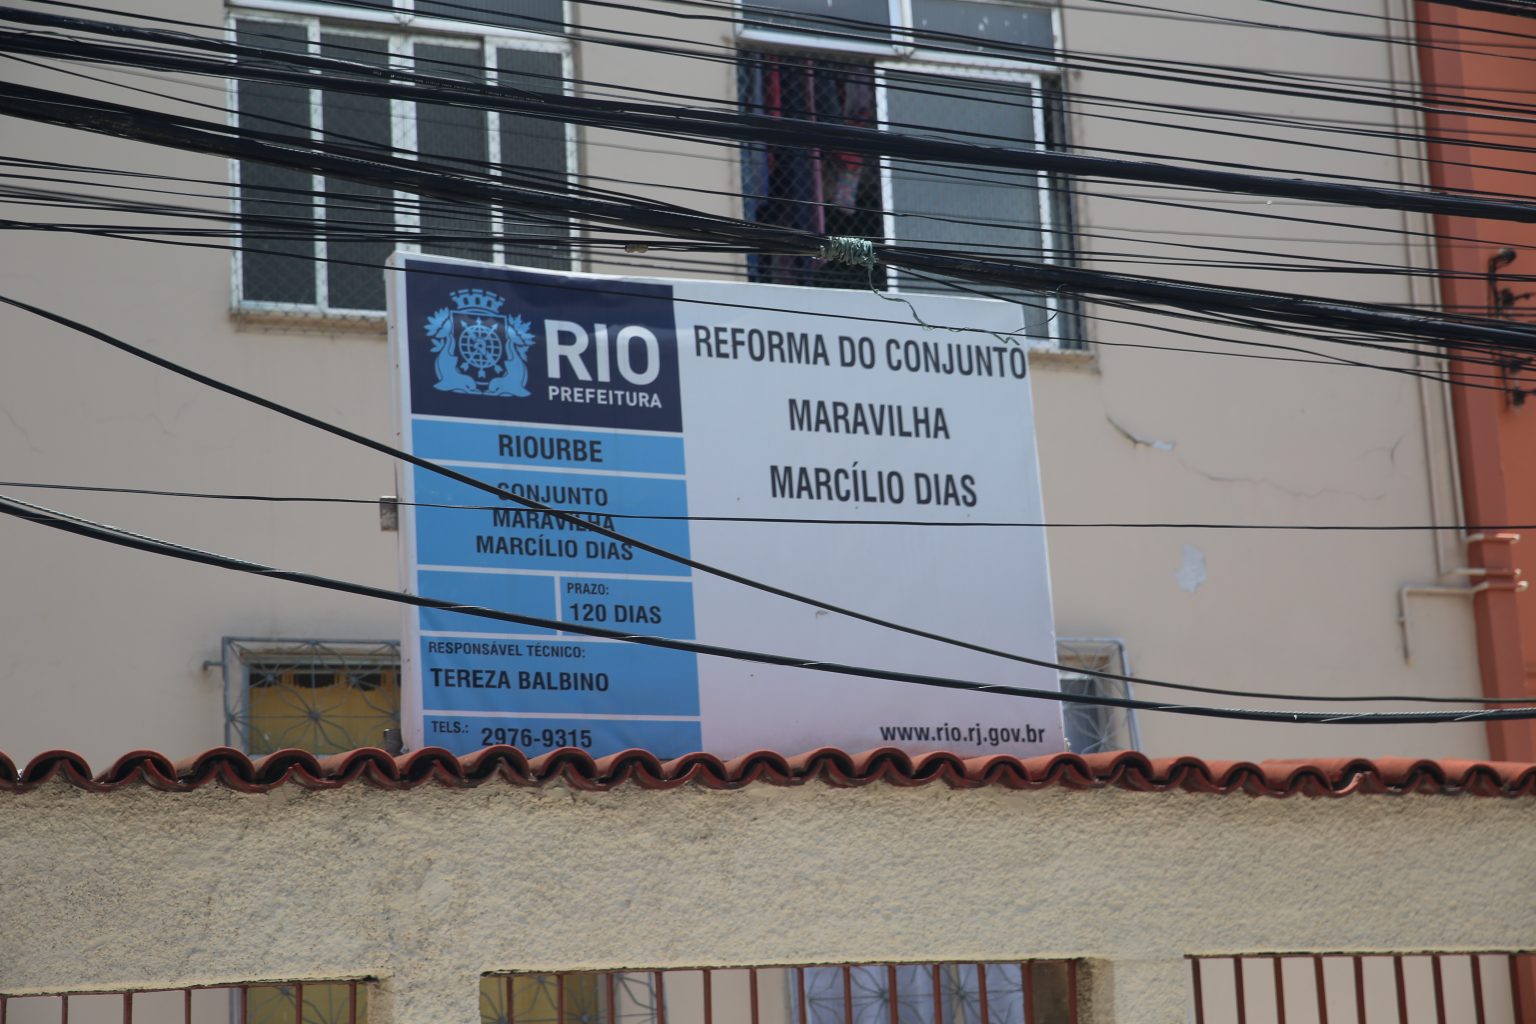 RIO
PREFEITURA
RIOURBE
CONJUNTO
MARAVILHA
MARCÍLIO DIAS
PRAZO:
120 DIAS
RESPONSÁVEL TÉCNICO:
TEREZA BALBINO
TELS.: 2976-9315
REFORMA DO CONJUNTO
MARAVILHA
MARCÍLIO DIAS
www.rio.rj.gov.br